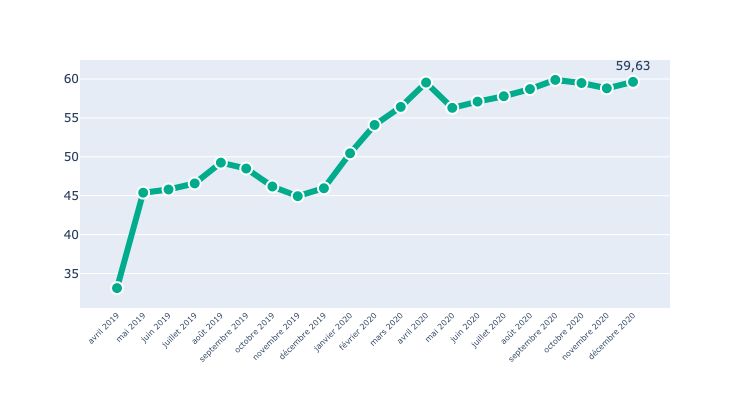 59,63
60
55
50
45
40
35
avril 2019
mai 2019
juin 2019
juillet 2019
août 2019
septembre 2019
octobre 2019
novembre 2019
décembre 2019
janvier 2020
février 2020
mars 2020
avril 2020
mai 2020
juin 2020
juillet 2020
août 2020
septembre 2020
octobre 2020
novembre 2020
décembre 2020